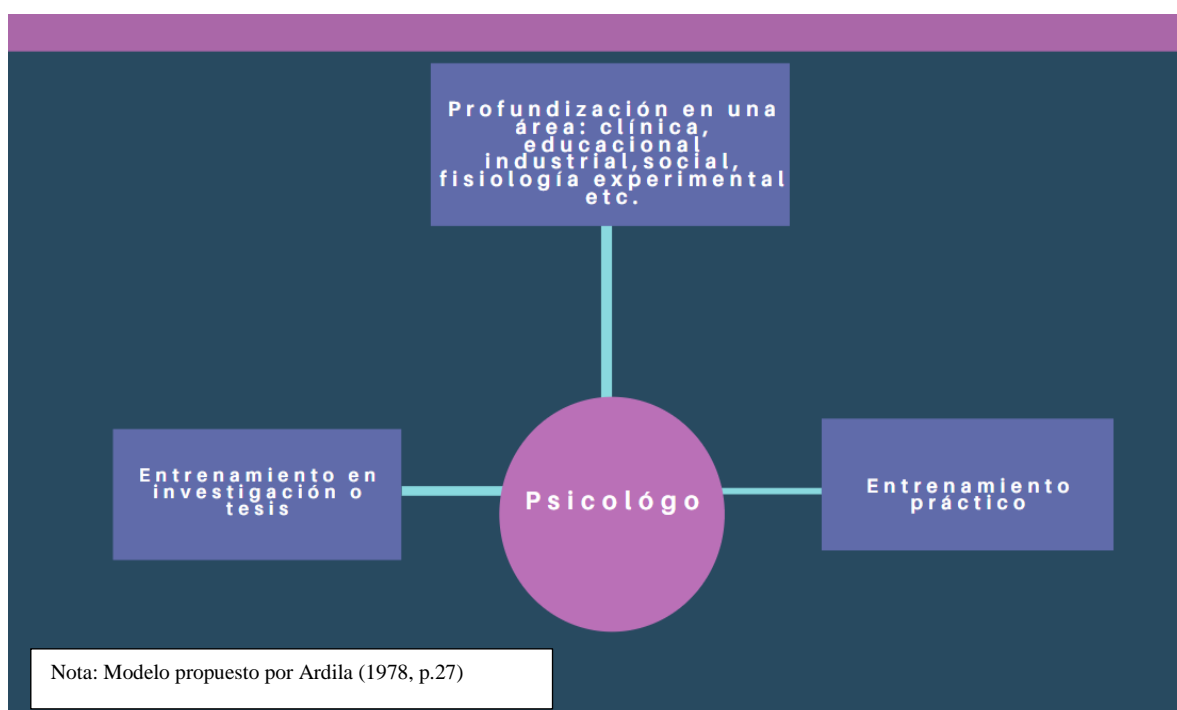 Profundización en una
área: clínica,
educacional
industrial,social,
fisiología experimental
etc.
Entrenamiento en
investigación o
tesis
Psicológo
Entrenamiento
práctico
Nota: Modelo propuesto por Ardila (1978, p.27)